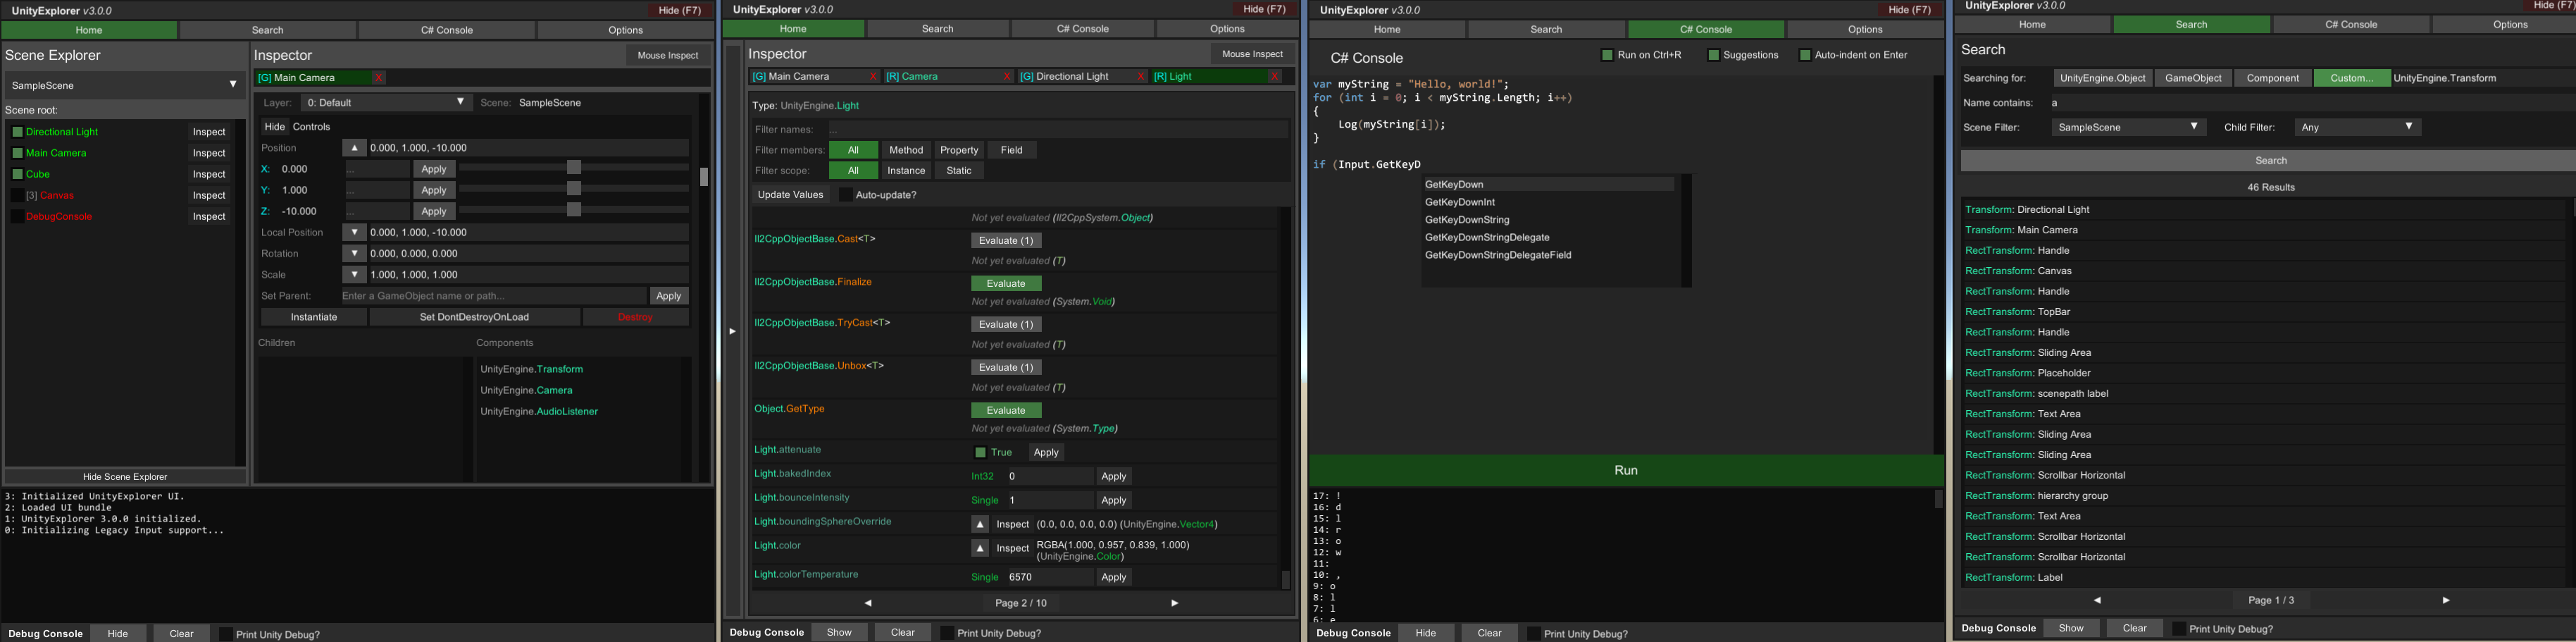 UnityExplorer v3.0.0
Hide (F7)
Home Search C# Console Options
Scene Explorer
SampleScene ▼
Scene root:
Directional Light Inspect
Main Camera Inspect
Cube Inspect
[3] Canvas Inspect
DebugConsole Inspect
Hide Scene Explorer
Inspector
Mouse Inspect
[G] Main Camera X
Layer: 0: Default ▼ Scene: SampleScene
Hide Controls
Position ▲ 0.000, 1.000, -10.000
X: 0.000 ... Apply
Y: 1.000 ... Apply
Z: -10.000 ... Apply
Local Position ▼ 0.000, 1.000, -10.000
Rotation ▼ 0.000, 0.000, 0.000
Scale ▼ 1.000, 1.000, 1.000
Set Parent: Enter a GameObject name or path... Apply
Instantiate Set DontDestroyOnLoad Destroy
Children
Components
UnityEngine.Transform
UnityEngine.Camera
UnityEngine.AudioListener
3: Initialized UnityExplorer UI.
2: Loaded UI bundle
1: UnityExplorer 3.0.0 initialized.
0: Initializing Legacy Input support...
Debug Console Hide Clear Print Unity Debug?
UnityExplorer v3.0.0
Hide (F7)
Home Search C# Console Options
▶
Inspector
Mouse Inspect
[G] Main Camera X [R] Camera X [G] Directional Light X [R] Light X
Type: UnityEngine.Light
Filter names: ...
Filter members: All Method Property Field
Filter scope: All Instance Static
Update Values Auto-update?
Not yet evaluated (Il2CppSystem.Object)
Il2CppObjectBase.Cast<T> Evaluate (1)
Not yet evaluated (T)
Il2CppObjectBase.Finalize Evaluate
Not yet evaluated (System.Void)
Il2CppObjectBase.TryCast<T> Evaluate (1)
Not yet evaluated (T)
Il2CppObjectBase.Unbox<T> Evaluate (1)
Not yet evaluated (T)
Object.GetType Evaluate
Not yet evaluated (System.Type)
Light.attenuate True Apply
Light.bakedIndex Int32 0 Apply
Light.bounceIntensity Single 1 Apply
Light.boundingSphereOverride ▲ Inspect (0.0, 0.0, 0.0, 0.0) (UnityEngine.Vector4)
Light.color ▲ Inspect RGBA(1.000, 0.957, 0.839, 1.000)
(UnityEngine.Color)
Light.colorTemperature Single 6570 Apply
◀ Page 2 / 10 ▶
Debug Console Show Clear Print Unity Debug?
UnityExplorer v3.0.0
Hide (F7)
Home Search C# Console Options
C# Console
Run on Ctrl+R Suggestions Auto-indent on Enter
var myString = "Hello, world!";
for (int i = 0; i < myString.Length; i++)
{
Log(myString[i]);
}
if (Input.GetKeyD
GetKeyDown
GetKeyDownInt
GetKeyDownString
GetKeyDownStringDelegate
GetKeyDownStringDelegateField
Run
17: !
16: d
15: l
14: r
13: o
12: w
11:
10: ,
9: o
8: l
7: l
6: e
Debug Console Hide Clear Print Unity Debug?
UnityExplorer v3.0.0
Hide (F7)
Home Search C# Console Options
Search
Searching for: UnityEngine.Object GameObject Component Custom... UnityEngine.Transform
Name contains: a
Scene Filter: SampleScene ▼ Child Filter: Any ▼
Search
46 Results
Transform: Directional Light
Transform: Main Camera
RectTransform: Handle
RectTransform: Canvas
RectTransform: Handle
RectTransform: TopBar
RectTransform: Handle
RectTransform: Sliding Area
RectTransform: Placeholder
RectTransform: scenepath label
RectTransform: Text Area
RectTransform: Sliding Area
RectTransform: Sliding Area
RectTransform: Scrollbar Horizontal
RectTransform: hierarchy group
RectTransform: Text Area
RectTransform: Scrollbar Horizontal
RectTransform: Scrollbar Horizontal
RectTransform: Label
◀ Page 1 / 3 ▶
Debug Console Show Clear Print Unity Debug?